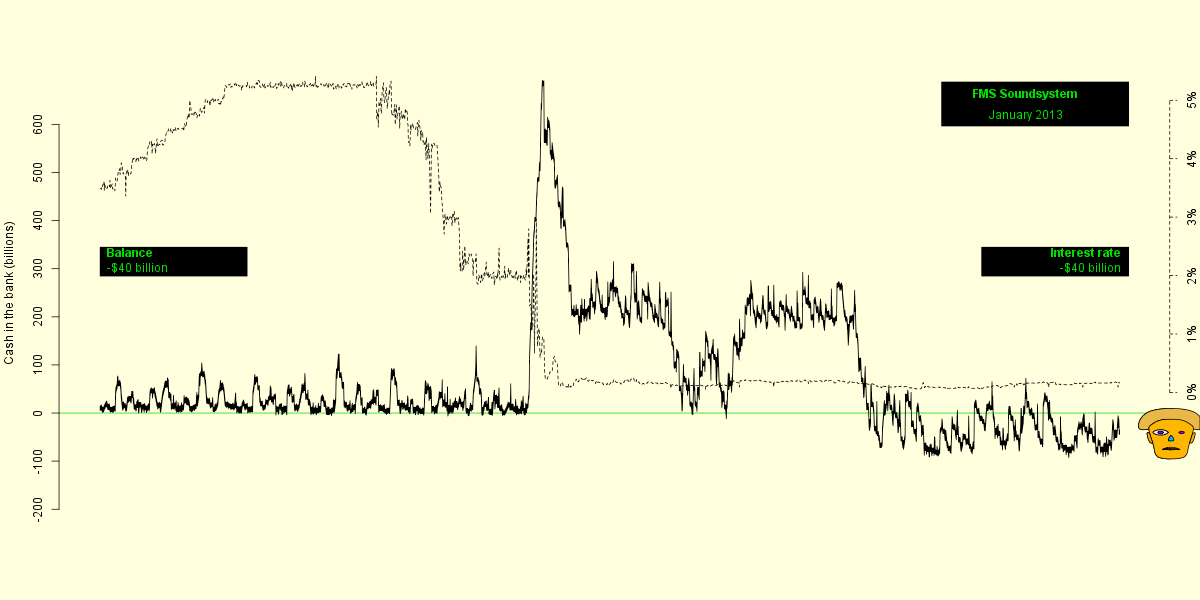 FMS Soundsystem
January 2013
Balance
-$40 billion
Interest rate
-$40 billion
Cash in the bank (billions)
600
500
400
300
200
100
0
-100
-200
5%
4%
3%
2%
1%
0%